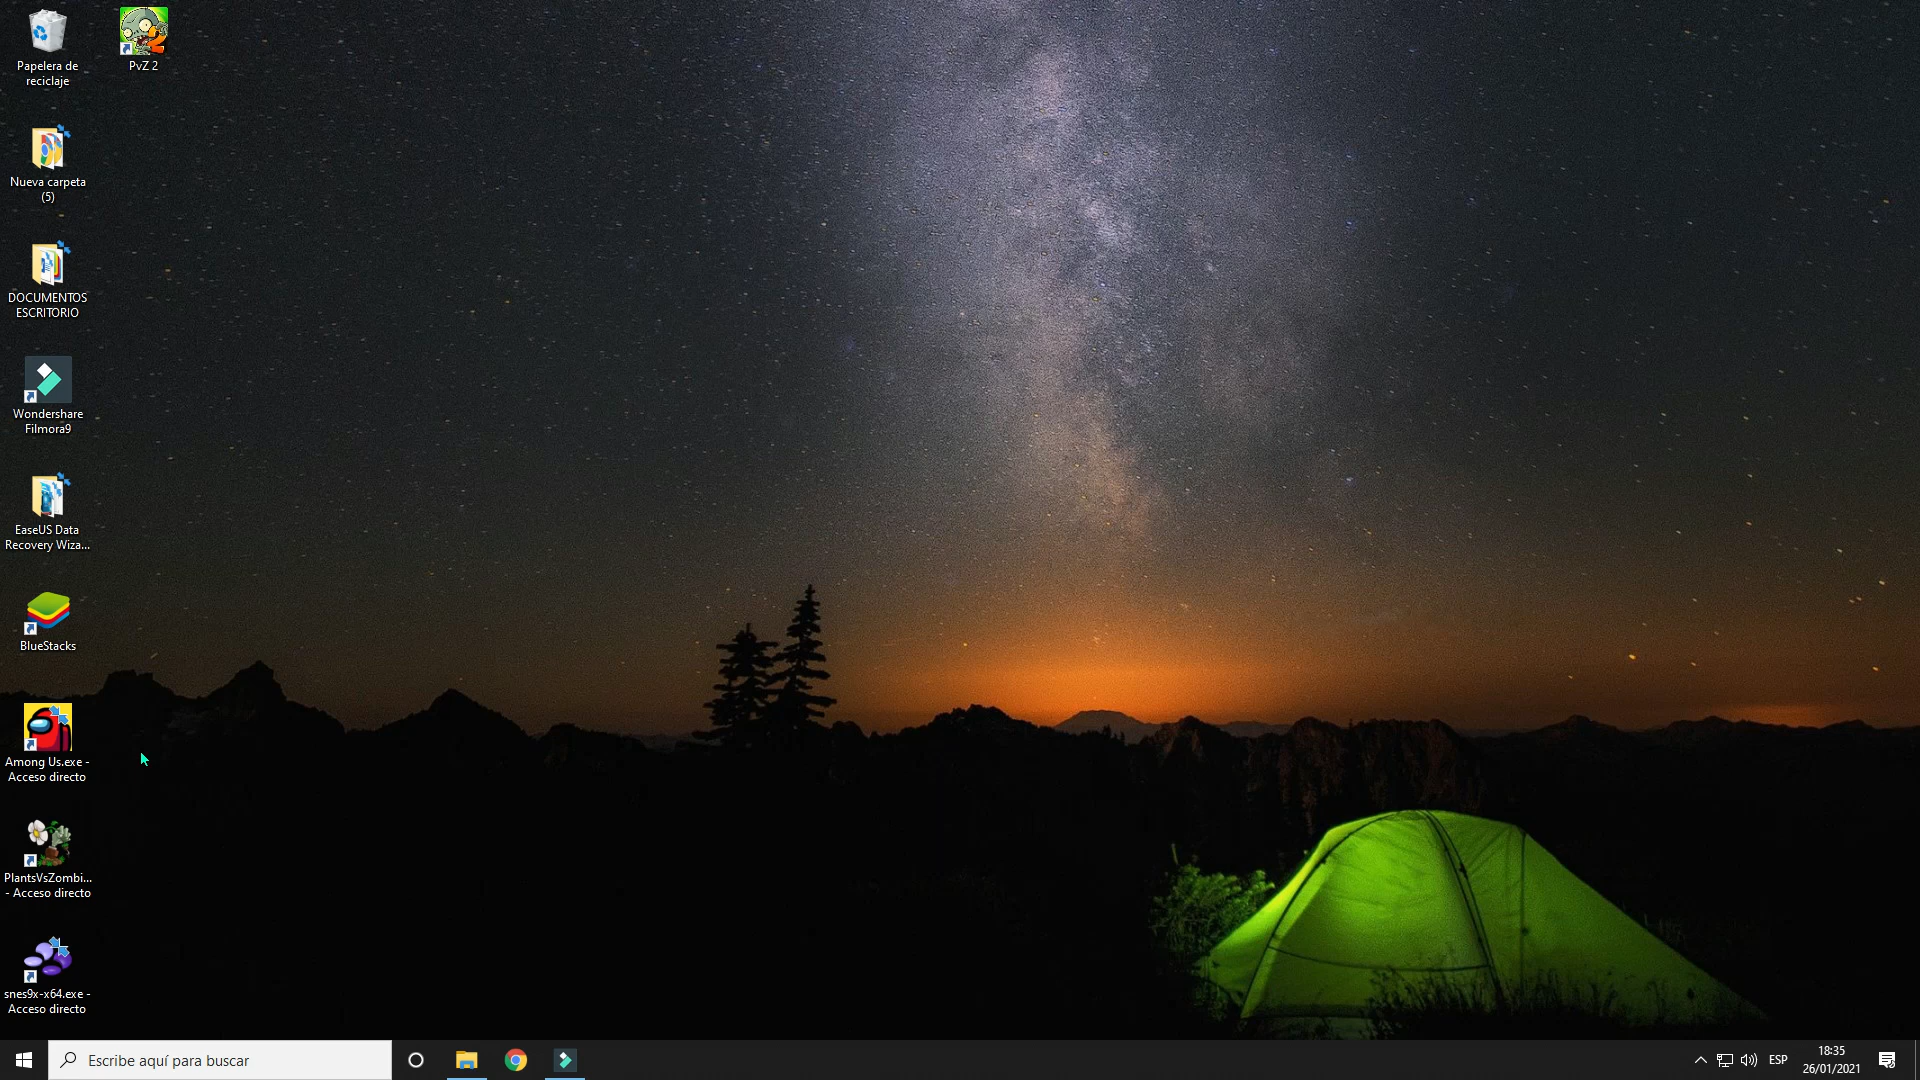 Papelera de
reciclaje
PvZ 2
Nueva carpeta
(5)
DOCUMENTOS
ESCRITORIO
Wondershare
Filmora9
EaseUS Data
Recovery Wiza...
BlueStacks
Among Us.exe -
Acceso directo
PlantsVsZombi...
- Acceso directo
snes9x-x64.exe -
Acceso directo
Escribe aquí para buscar
ESP
18:35
26/01/2021